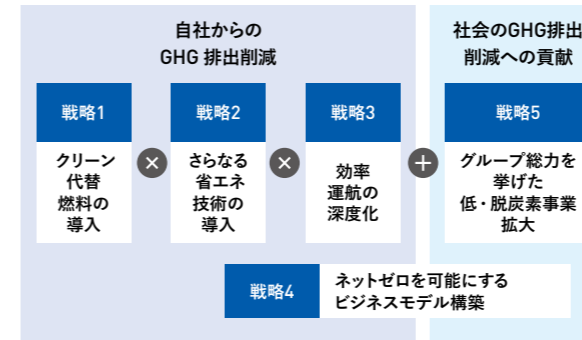 自社からの
GHG 排出削減
社会のGHG排出
削減への貢献
戦略1
クリーン
代替
燃料の
導入
×
戦略2
さらなる
省エネ
技術の
導入
×
戦略3
効率
運航の
深度化
+
戦略5
グループ総力を
挙げた
低・脱炭素事業
拡大
戦略4
ネットゼロを可能にする
ビジネスモデル構築